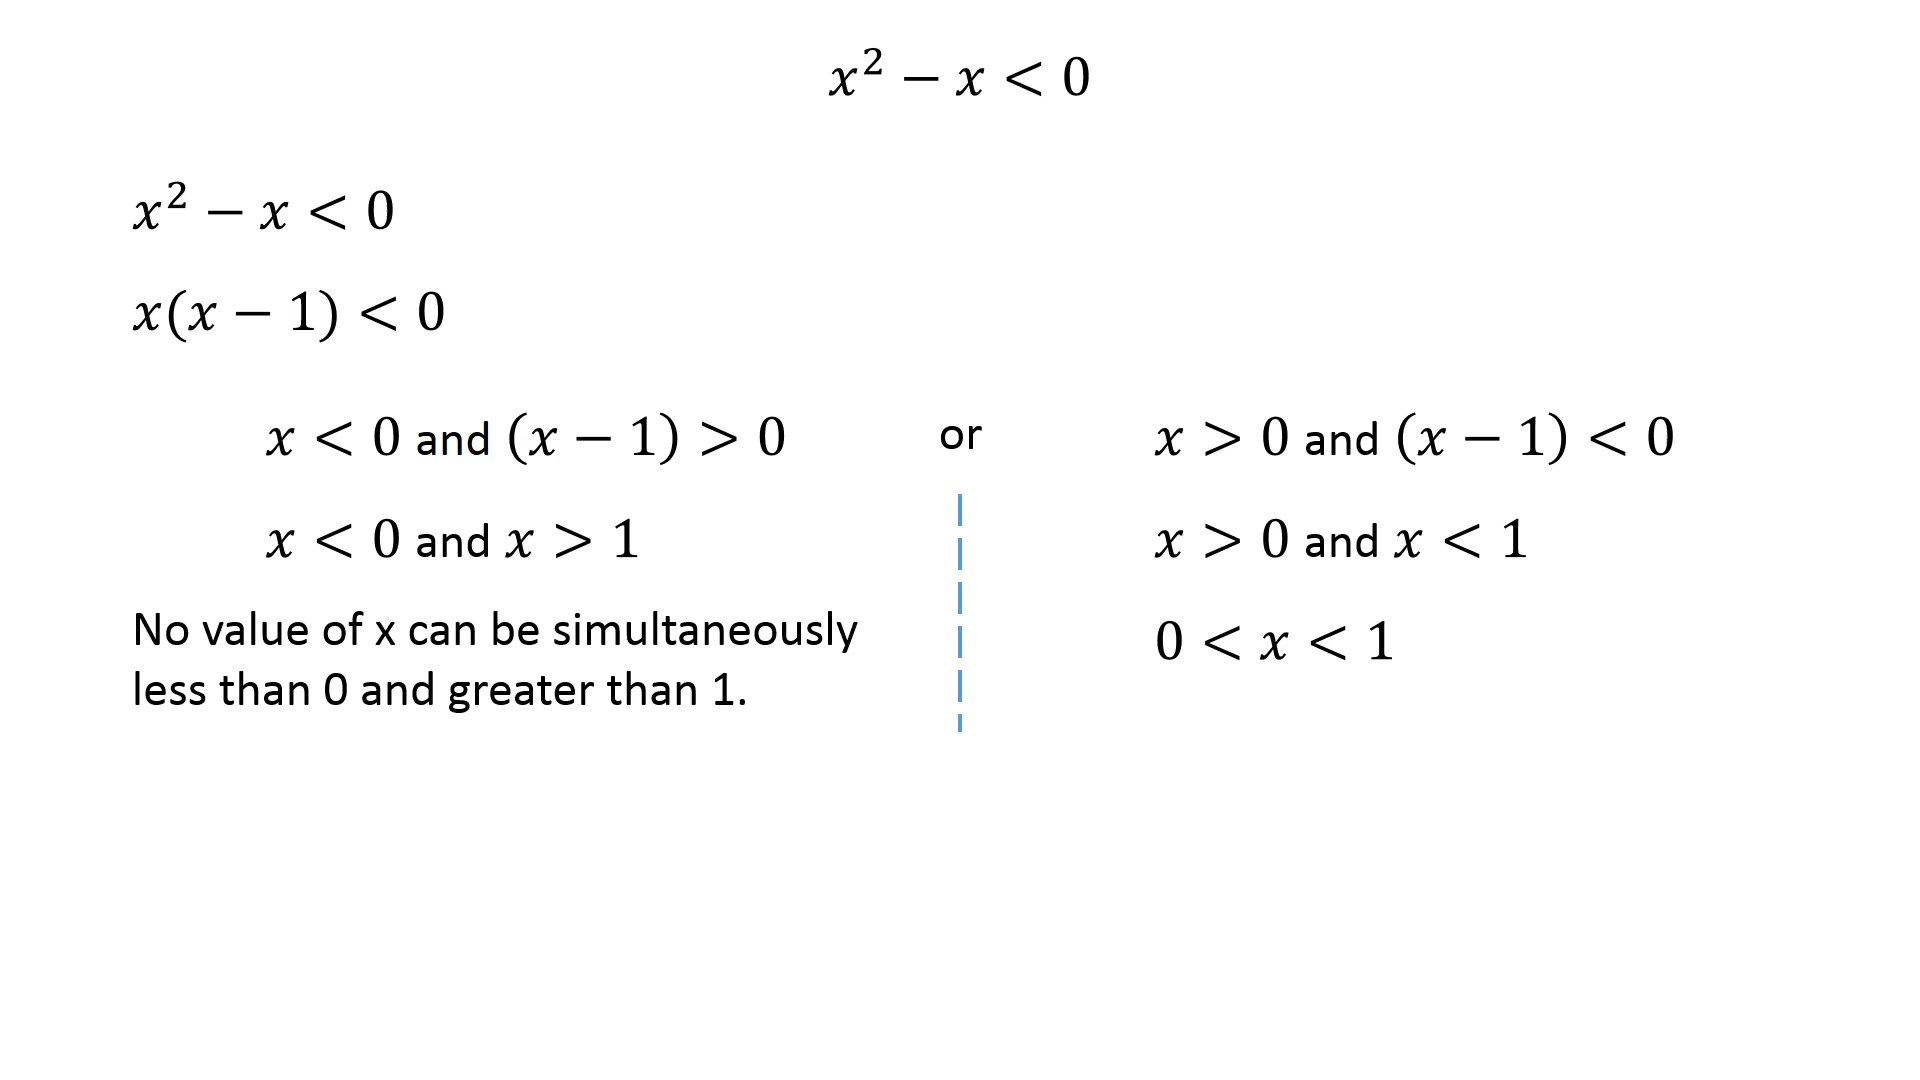 x² − x < 0
x² − x < 0
x(x − 1) < 0
x < 0 and (x − 1) > 0 or x > 0 and (x − 1) < 0
x < 0 and x > 1
No value of x can be simultaneously
less than 0 and greater than 1.
x > 0 and x < 1
0 < x < 1